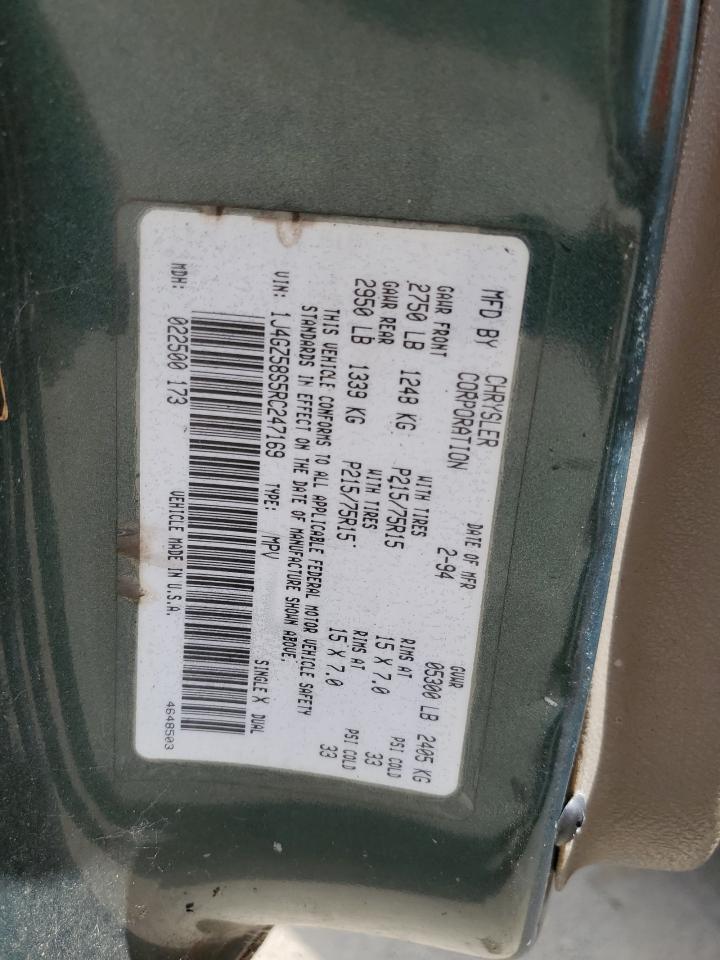 MFD BY CHRYSLER CORPORATION
DATE OF MFR
2-94
GVWR
05300 LB 2405 KG
GAWR FRONT
WITH TIRES
RIMS AT
PSI COLD
2750 LB 1248 KG
P215/75R15
15 X 7.0
33
GAWR REAR
WITH TIRES
RIMS AT
PSI COLD
2950 LB 1339 KG
P215/75R15
15 X 7.0
33
THIS VEHICLE CONFORMS TO ALL APPLICABLE FEDERAL MOTOR VEHICLE SAFETY
STANDARDS IN EFFECT ON THE DATE OF MANUFACTURE SHOWN ABOVE.
VIN: 1J4GZ58S5RC247169 TYPE: MPV SINGLE X DUAL
MDH: 022500 173 VEHICLE MADE IN U.S.A. 4648503